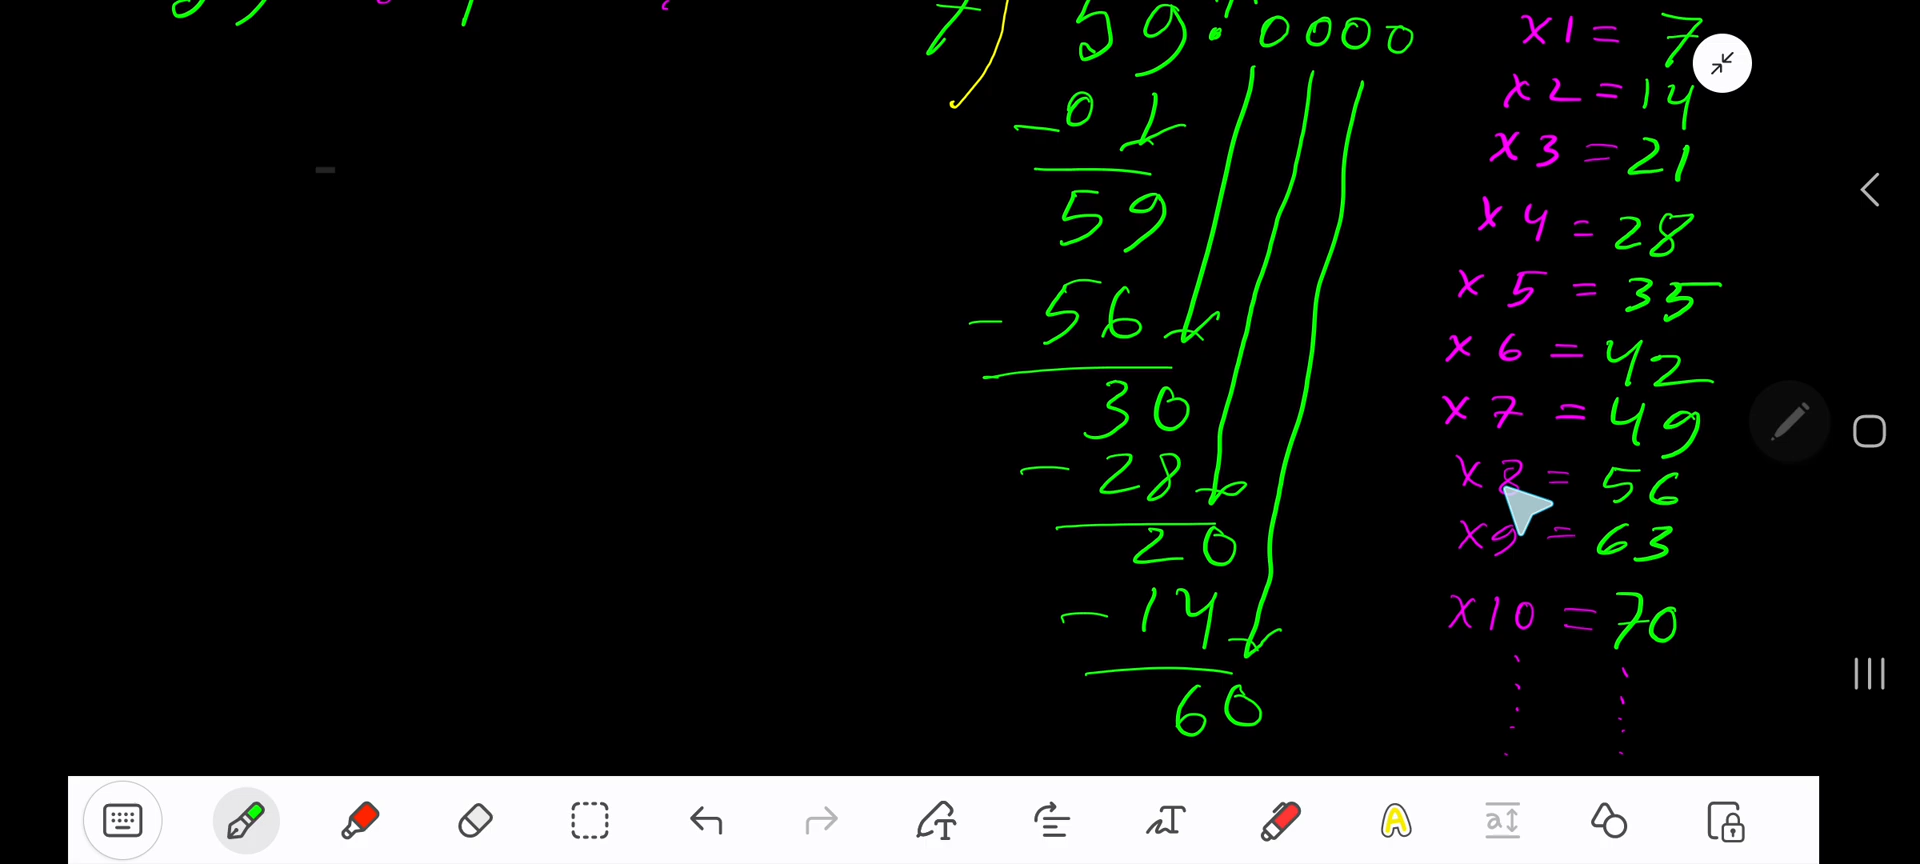 7) 59.0000
- 0
59
- 56
30
- 28
20
- 14
60
x1 = 7
x2 = 14
x3 = 21
x4 = 28
x5 = 35
x6 = 42
x7 = 49
x8 = 56
x9 = 63
x10 = 70